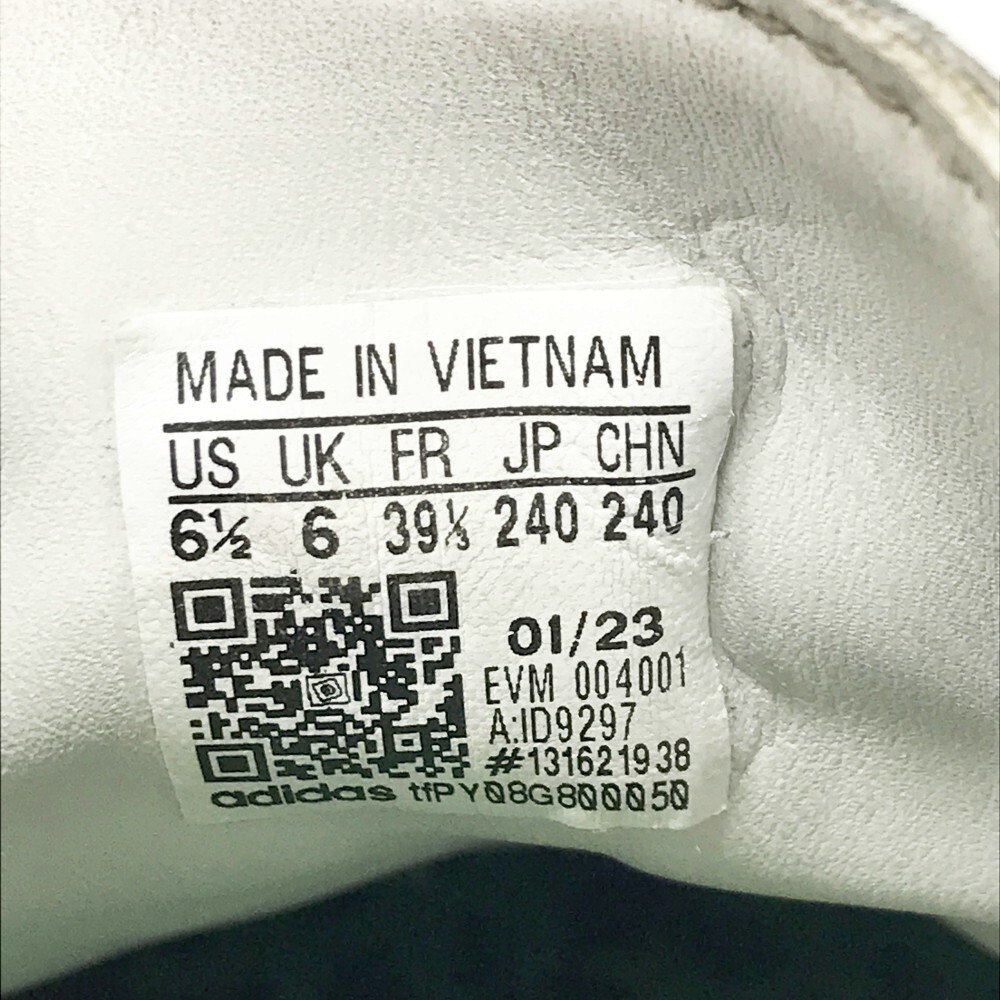 MADE IN VIETNAM
US UK FR JP CHN
6½ 6 39⅓ 240 240
01/23
EVM 004001
A:ID9297
#131621938
adidas tfPY08G8000050